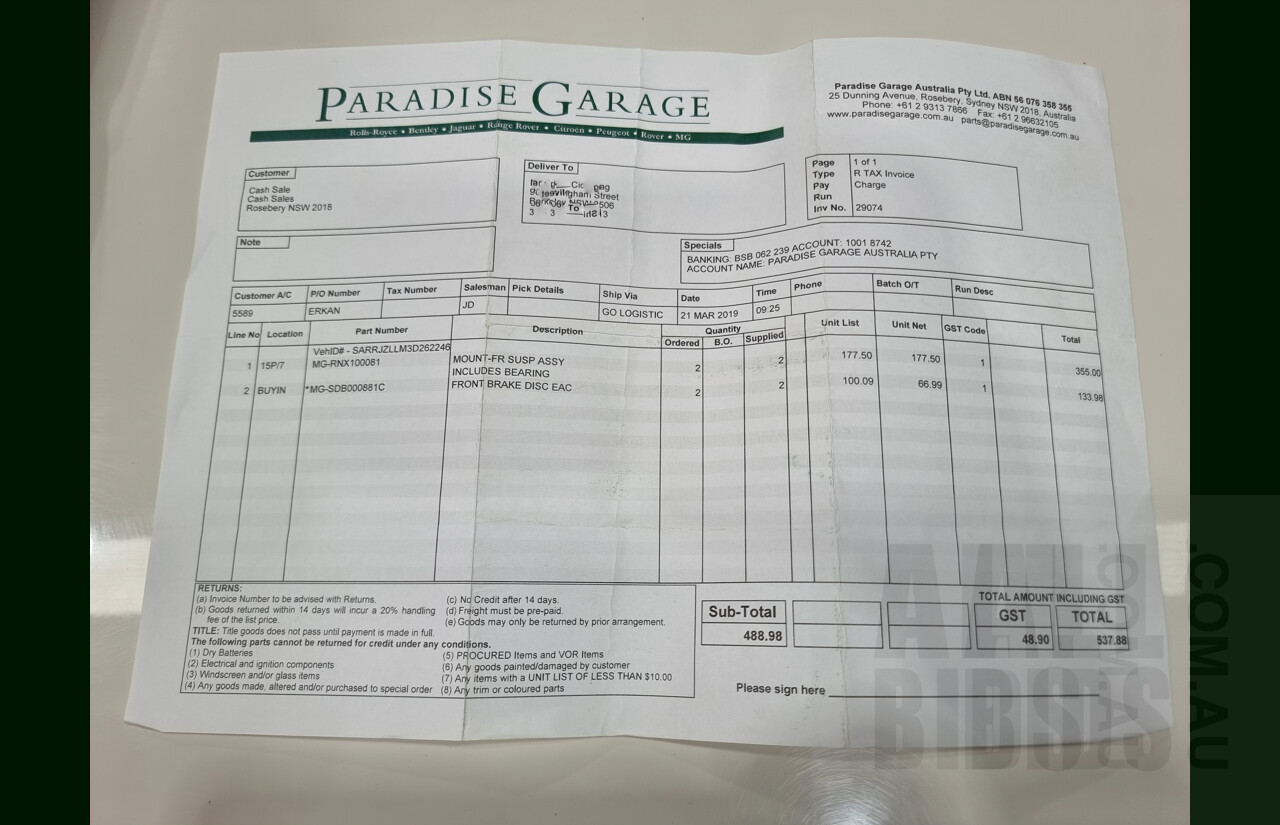 PARADISE GARAGE
Rolls-Royce • Bentley • Jaguar • Range Rover • Citroen • Peugeot • Rover • MG
Paradise Garage Australia Pty Ltd. ABN 56 076 358 355
25 Dunning Avenue, Rosebery, Sydney NSW 2018, Australia
Phone: +61 2 9313 7866 Fax: +61 2 96632105
www.paradisegarage.com.au parts@paradisegarage.com.au
Customer
Cash Sale
Cash Sales
Rosebery NSW 2018
Deliver To
Street
To
Page 1 of 1
Type R TAX Invoice
Pay Charge
Run
Inv No. 29074
Note
Specials
BANKING: BSB 062 239 ACCOUNT: 1001 8742
ACCOUNT NAME: PARADISE GARAGE AUSTRALIA PTY
Customer A/C P/O Number Tax Number Salesman Pick Details Ship Via Date Time Phone Batch O/T Run Desc
5589 ERKAN JD GO LOGISTIC 21 MAR 2019 09:25
Line No Location Part Number Description Quantity Unit List Unit Net GST Code Total
Ordered B.O. Supplied
VehID# - SARRJZLLM3D262246
1 15P/7 MG-RNX100081 MOUNT-FR SUSP ASSY 2 2 177.50 177.50 1 355.00
INCLUDES BEARING
2 BUYIN *MG-SDB000881C FRONT BRAKE DISC EAC 2 2 100.09 66.99 1 133.98
RETURNS:
(a) Invoice Number to be advised with Returns.
(b) Goods returned within 14 days will incur a 20% handling
fee of the list price.
(c) No Credit after 14 days.
(d) Freight must be pre-paid.
(e) Goods may only be returned by prior arrangement.
TITLE: Title goods does not pass until payment is made in full.
The following parts cannot be returned for credit under any conditions.
(1) Dry Batteries
(2) Electrical and ignition components
(3) Windscreen and/or glass items
(4) Any goods made, altered and/or purchased to special order
(5) PROCURED Items and VOR Items
(6) Any goods painted/damaged by customer
(7) Any items with a UNIT LIST OF LESS THAN $10.00
(8) Any trim or coloured parts
TOTAL AMOUNT INCLUDING GST
Sub-Total GST TOTAL
488.98 48.90 537.88
Please sign here
ALLBIDS
.COM.AU